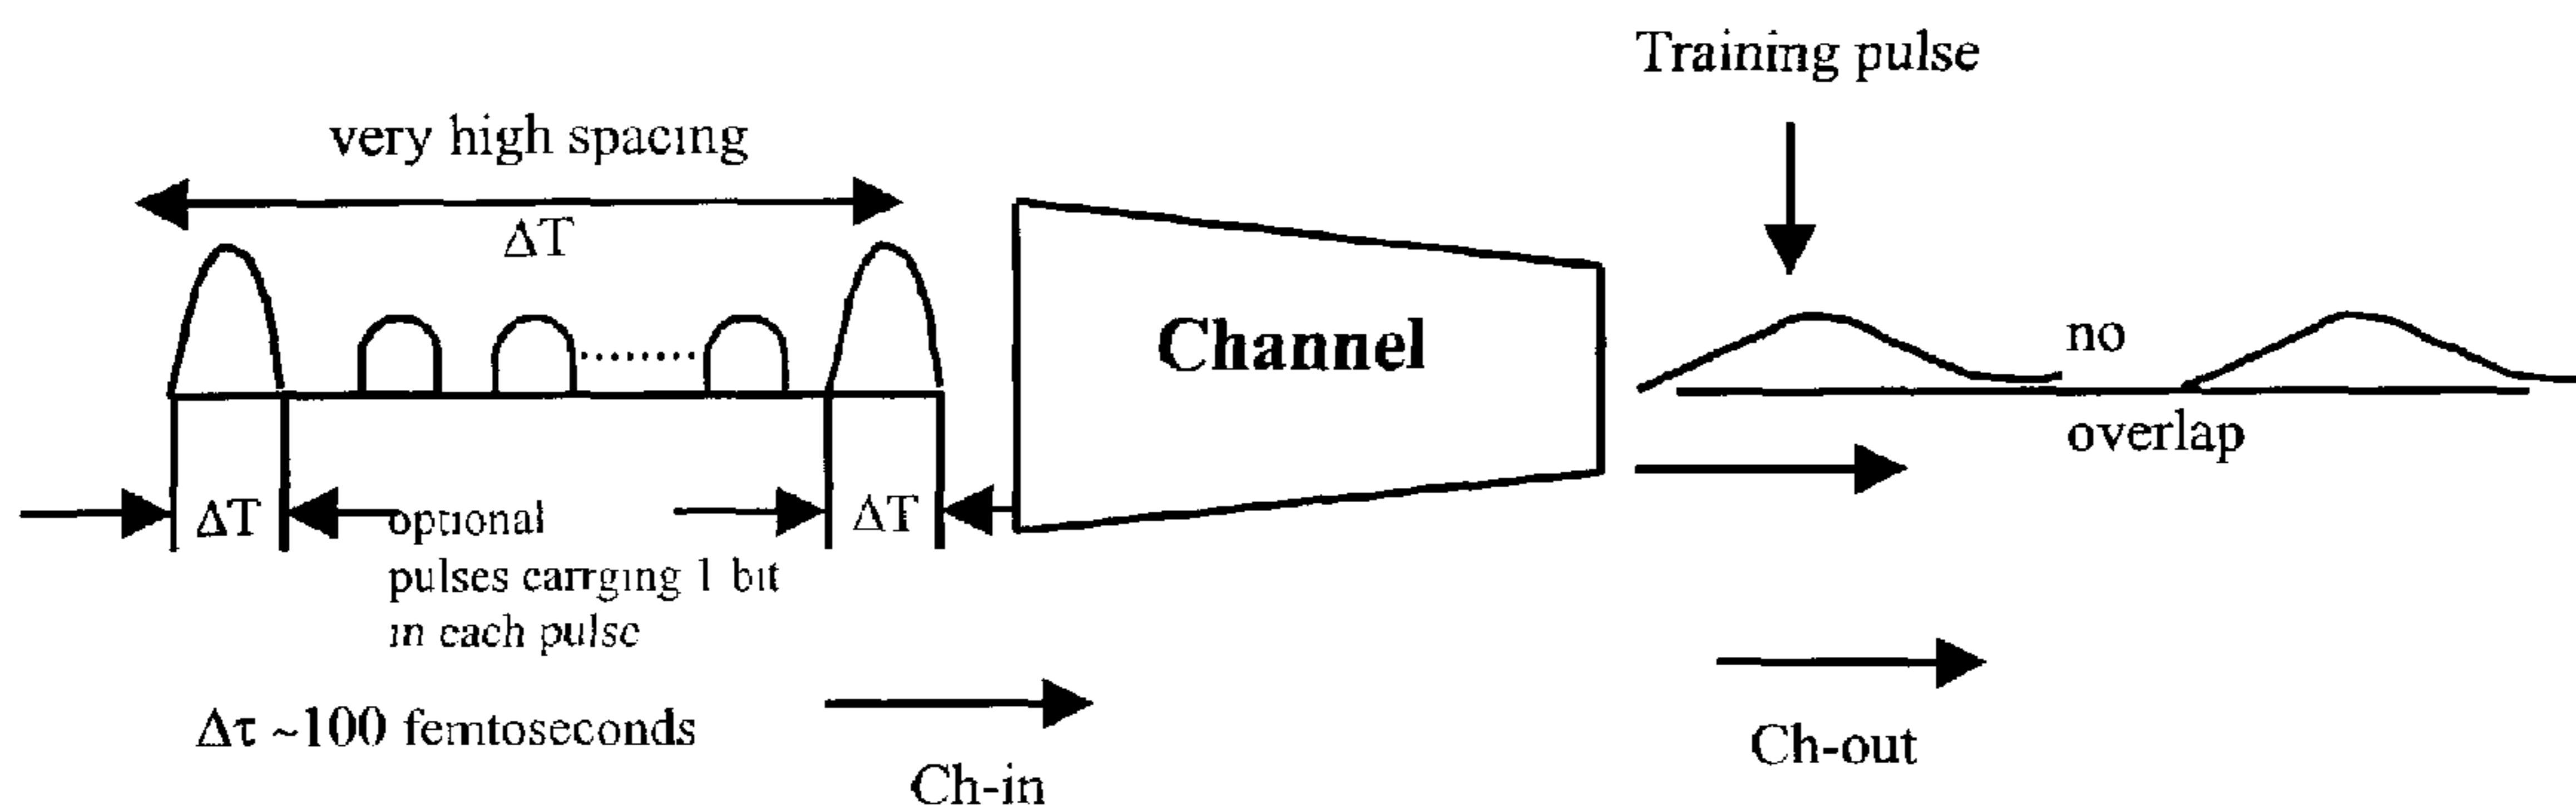 Training pulse
very high spacing
ΔT
Channel
no
overlap
ΔT
ΔT
optional
pulses carrging 1 bit
in each pulse
Δτ ~100 femtoseconds
Ch-in
Ch-out